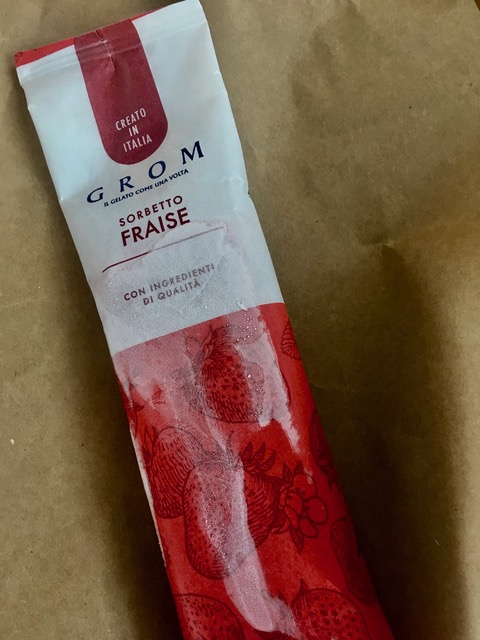 CREATO
IN
ITALIA
GROM
IL GELATO COME UNA VOLTA
SORBETTO
FRAISE
CON INGREDIENTI
DI QUALITÀ